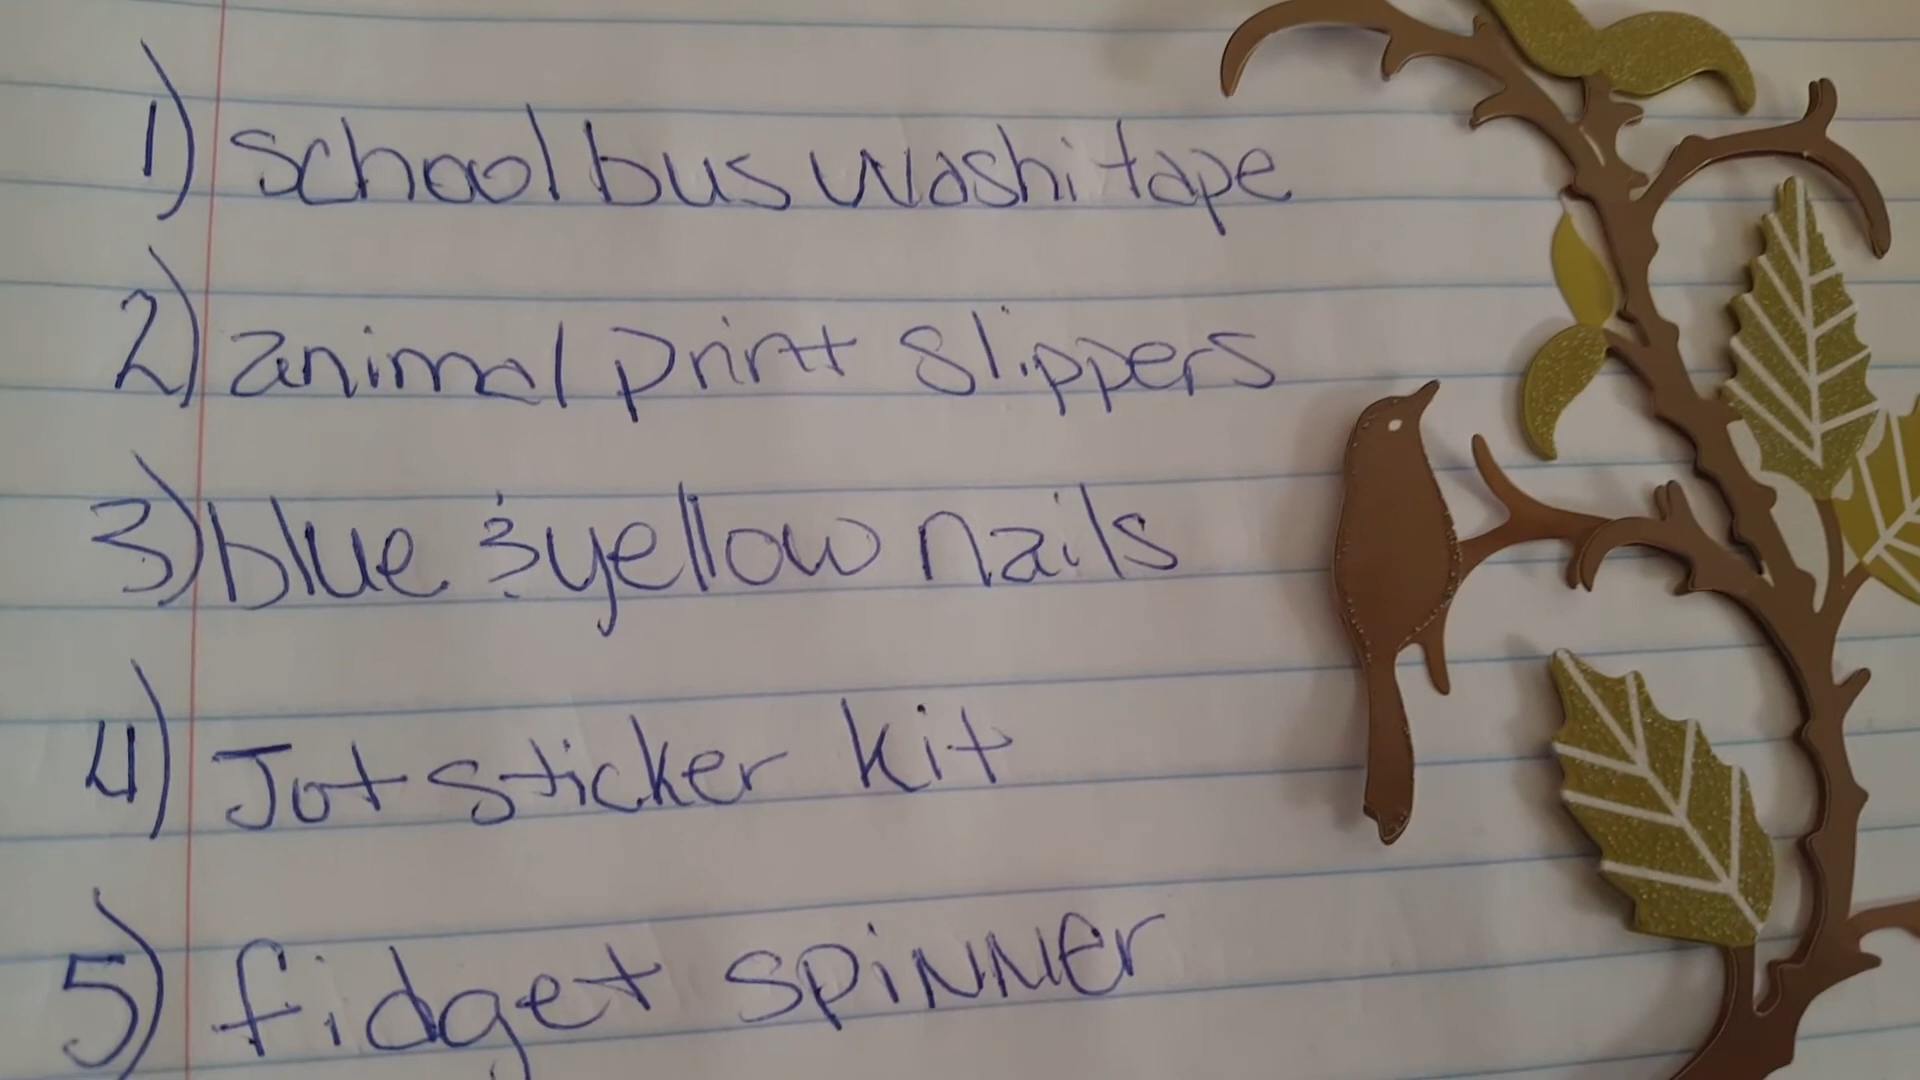 1) school bus washi tape
2) animal print slippers
3) blue & yellow nails
4) Jot sticker kit
5) fidget spinner